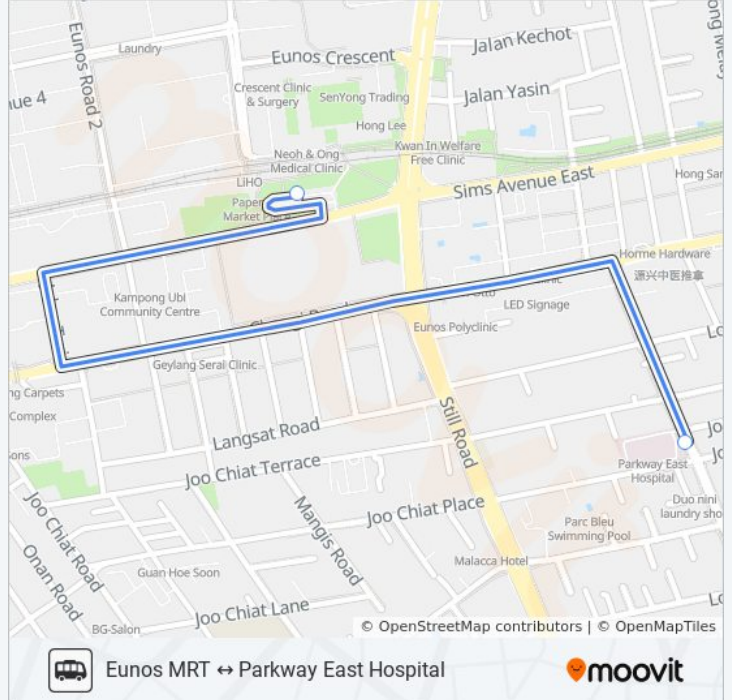 Eunos Road 2
Laundry
Eunos Crescent
Jalan Kechot
nue 4
Crescent Clinic
& Surgery
SenYong Trading
Jalan Yasin
Hong Lee
Neoh & Ong
Medical Clinic
Kwan In Welfare
Free Clinic
LiHO
Sims Avenue East
Hong Sar
Paper
Market Place
Kampong Ubi
Community Centre
Horme Hardware
源兴中医推拿
LED Signage
Eunos Polyclinic
Geylang Serai Clinic
ng Carpets
Complex
Langsat Road
Still Road
Joo Chiat Terrace
ons
Parkway East
Hospital
Joo Chiat Road
Mangis Road
Joo Chiat Place
Duo nini
laundry sho
Parc Bleu
Swimming Pool
Onan Road
Guan Hoe Soon
Malacca Hotel
Joo Chiat Lane
BG-Salon
© OpenStreetMap contributors | © OpenMapTiles
Eunos MRT ↔ Parkway East Hospital
moovit